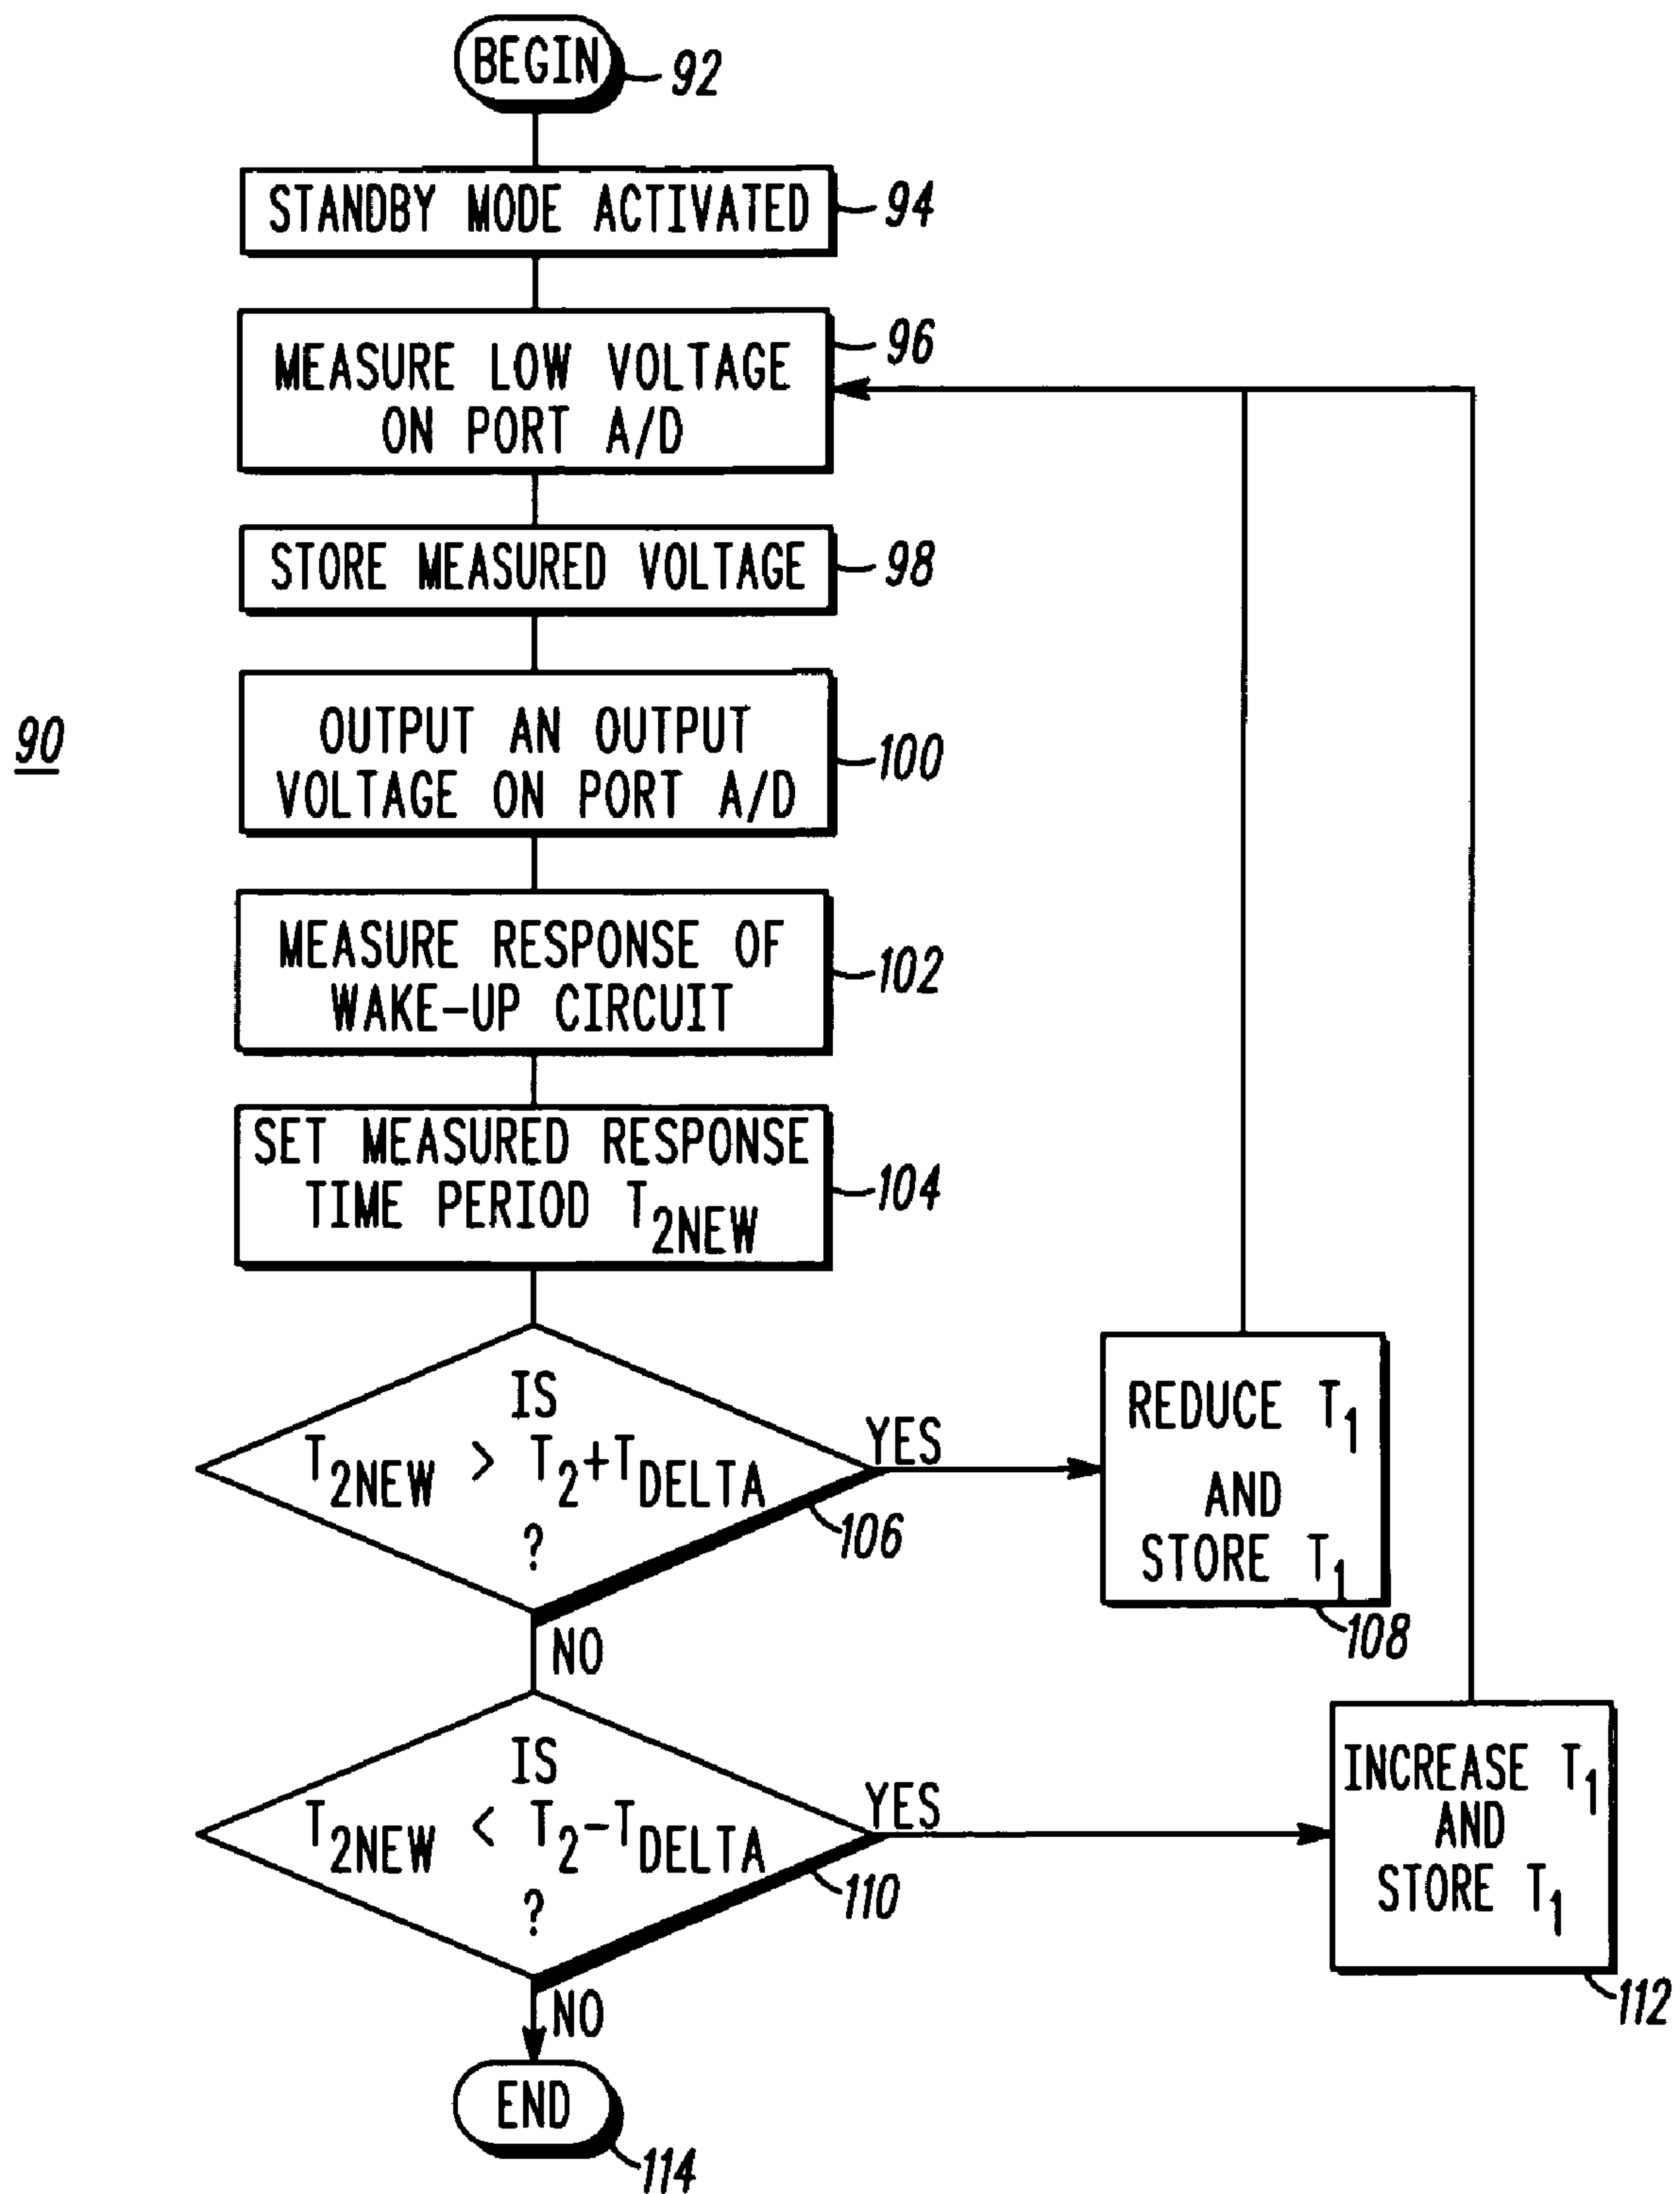 BEGIN
92
STANDBY MODE ACTIVATED
94
MEASURE LOW VOLTAGE
ON PORT A/D
96
STORE MEASURED VOLTAGE
98
90
OUTPUT AN OUTPUT
VOLTAGE ON PORT A/D
100
MEASURE RESPONSE OF
WAKE-UP CIRCUIT
102
SET MEASURED RESPONSE
TIME PERIOD T2NEW
104
IS
T2NEW > T2+TDELTA
?
YES
106
REDUCE T1
AND
STORE T1
108
NO
IS
T2NEW < T2-TDELTA
?
YES
110
INCREASE T1
AND
STORE T1
112
NO
END
114